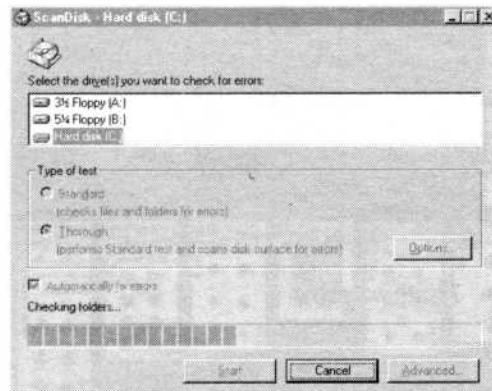 ScanDisk - Hard disk (C:)
Select the drive(s) you want to check for errors:
3½ Floppy (A:)
5¼ Floppy (B:)
Hard disk (C:)
Type of test
Standard
(checks files and folders for errors)
Thorough
(performs Standard test and scans disk surface for errors)
Options...
Automatically fix errors
Checking folders...
Start
Cancel
Advanced...